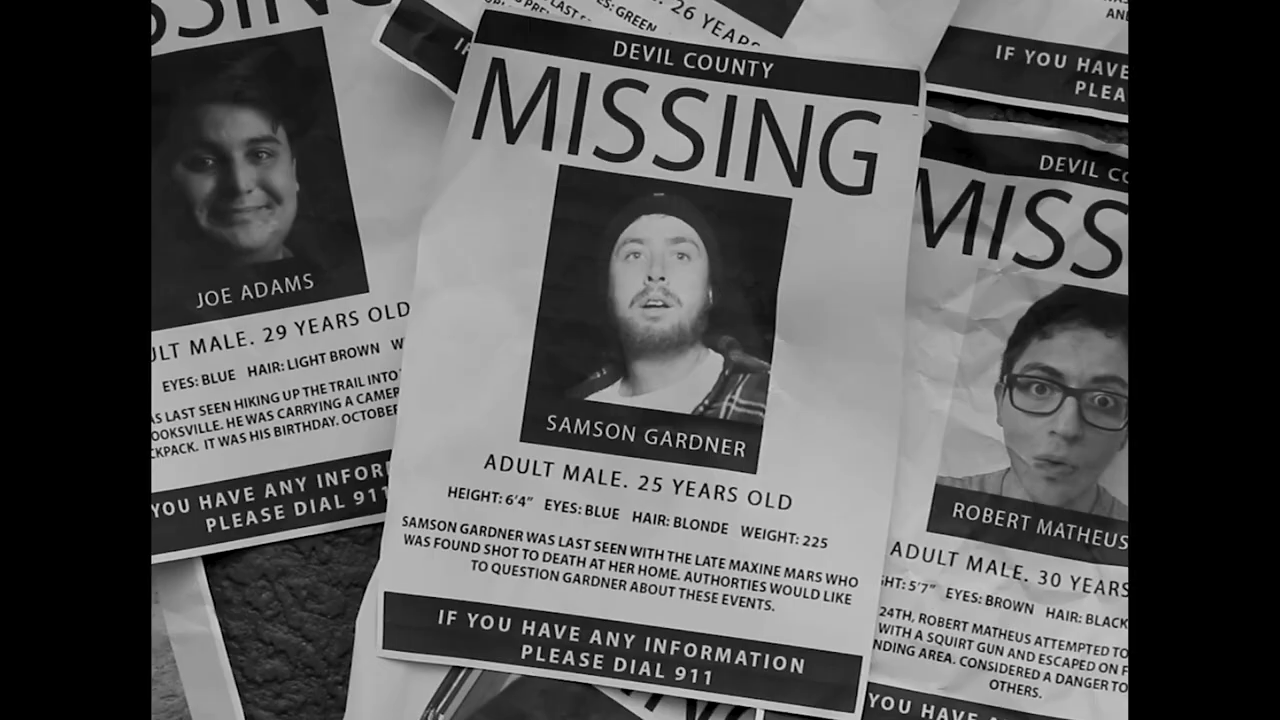 SSING
JOE ADAMS
ULT MALE. 29 YEARS OLD
EYES: BLUE HAIR: LIGHT BROWN W
AS LAST SEEN HIKING UP THE TRAIL INTO
OOKSVILLE. HE WAS CARRYING A CAMER
CKPACK. IT WAS HIS BIRTHDAY. OCTOBER
YOU HAVE ANY INFOR
PLEASE DIAL 911
26 YEARS
ES: GREEN
LAST
IF
DEVIL COUNTY
MISSING
SAMSON GARDNER
ADULT MALE. 25 YEARS OLD
HEIGHT: 6'4" EYES: BLUE HAIR: BLONDE WEIGHT: 225
SAMSON GARDNER WAS LAST SEEN WITH THE LATE MAXINE MARS WHO
WAS FOUND SHOT TO DEATH AT HER HOME. AUTHORTIES WOULD LIKE
TO QUESTION GARDNER ABOUT THESE EVENTS.
IF YOU HAVE ANY INFORMATION
PLEASE DIAL 911
AN
IF YOU HAVE
PLEA
DEVIL CO
MISS
ROBERT MATHEUS
ADULT MALE. 30 YEARS
GHT: 5'7" EYES: BROWN HAIR: BLACK
24TH, ROBERT MATHEUS ATTEMPTED TO
WITH A SQUIRT GUN AND ESCAPED ON F
NDING AREA. CONSIDERED A DANGER TO
OTHERS.
YOU HAVE A